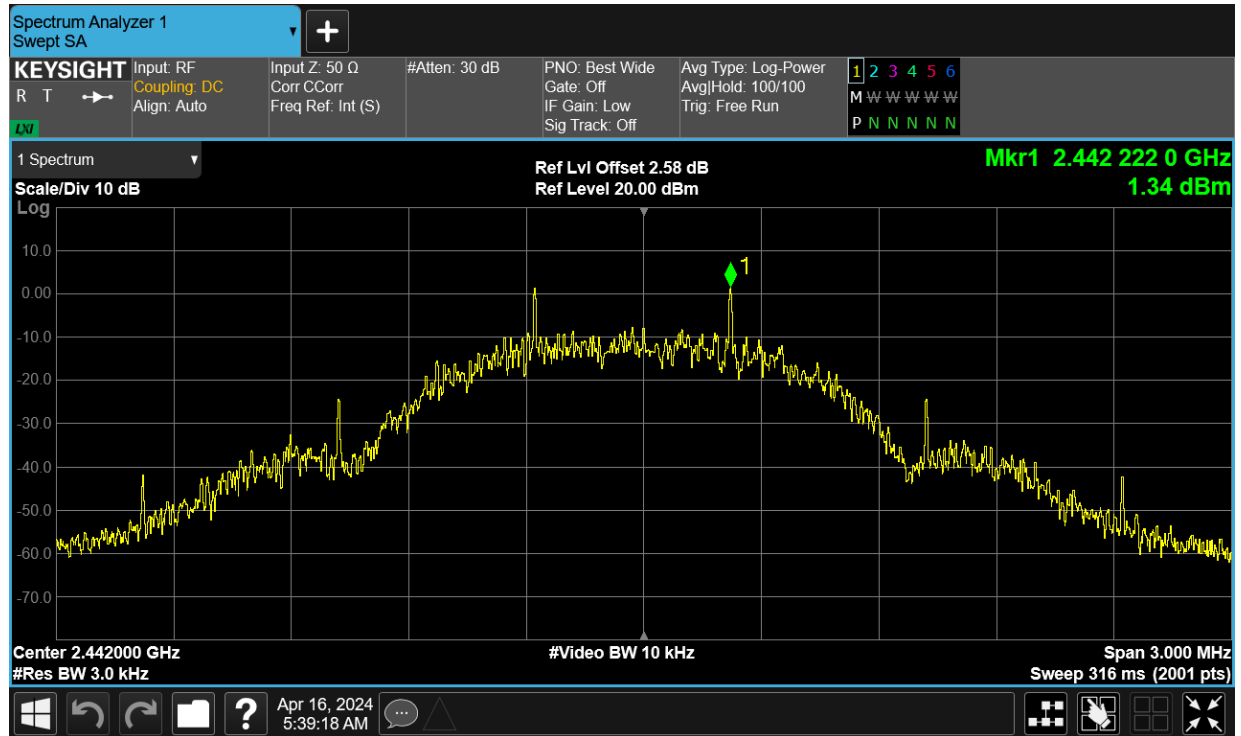 Spectrum Analyzer 1
Swept SA
KEYSIGHT
R T
LXI
Input: RF
Coupling: DC
Align: Auto
Input Z: 50 Ω
Corr CCorr
Freq Ref: Int (S)
#Atten: 30 dB
PNO: Best Wide
Gate: Off
IF Gain: Low
Sig Track: Off
Avg Type: Log-Power
Avg|Hold: 100/100
Trig: Free Run
1 2 3 4 5 6
M W W W W W
P N N N N N
1 Spectrum
Scale/Div 10 dB
Log
Ref Lvl Offset 2.58 dB
Ref Level 20.00 dBm
Mkr1 2.442 222 0 GHz
1.34 dBm
1
10.0
0.00
-10.0
-20.0
-30.0
-40.0
-50.0
-60.0
-70.0
Center 2.442000 GHz
#Video BW 10 kHz
Span 3.000 MHz
#Res BW 3.0 kHz
Sweep 316 ms (2001 pts)
?
Apr 16, 2024
5:39:18 AM